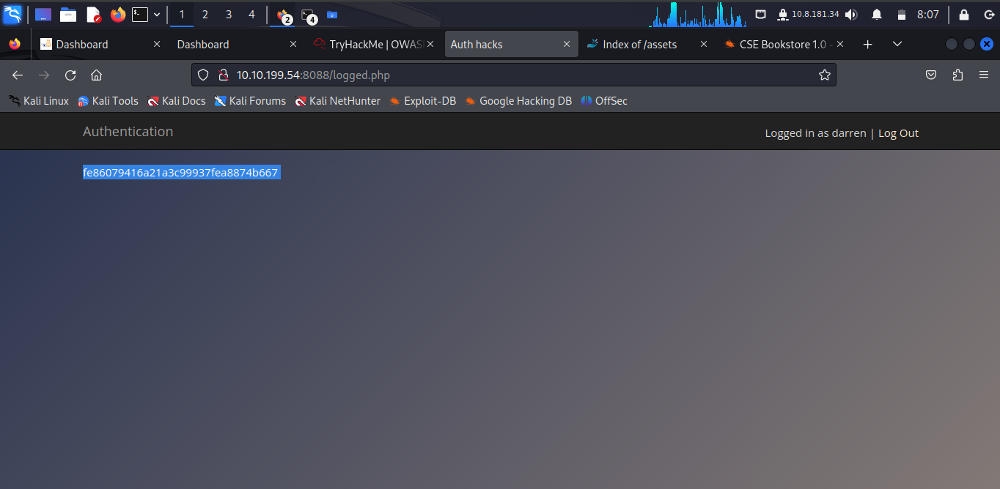 1 2 3 4 2 4 10.8.181.34 8:07
Dashboard Dashboard TryHackMe | OWAS Auth hacks Index of /assets CSE Bookstore 1.0 -
10.10.199.54:8088/logged.php
Kali Linux Kali Tools Kali Docs Kali Forums Kali NetHunter Exploit-DB Google Hacking DB OffSec
Authentication Logged in as darren | Log Out
fe86079416a21a3c99937fea8874b667